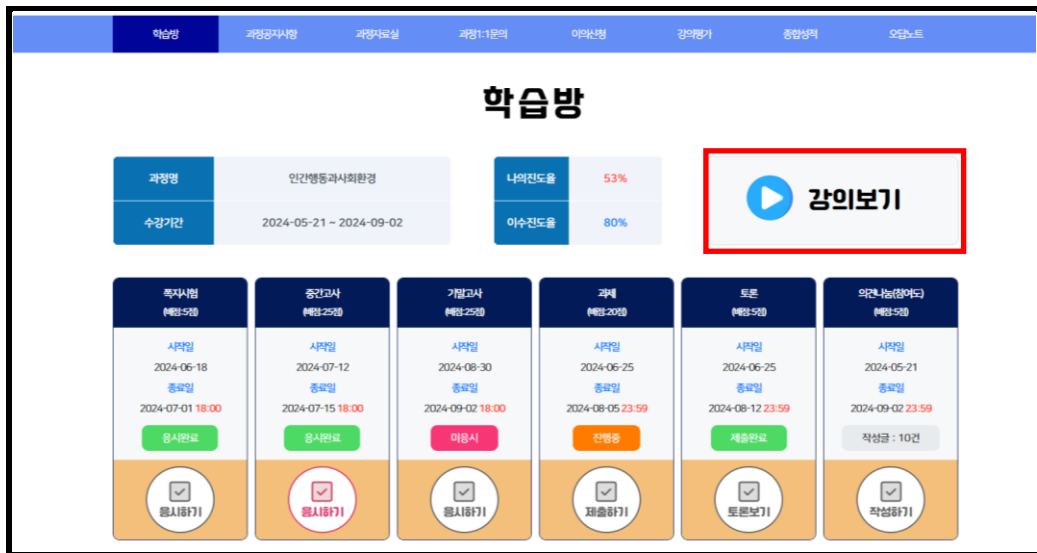 학습방 과정공지사항 과정자료실 과정1:1문의 이의신청 강의평가 종합성적 오답노트
학습방
과정명 인간행동과사회환경
수강기간 2024-05-21 ~ 2024-09-02
나의진도율 53%
이수진도율 80%
강의보기
쪽지시험
(배점:5점)
시작일
2024-06-18
종료일
2024-07-01 18:00
응시완료
응시하기
중간고사
(배점:25점)
시작일
2024-07-12
종료일
2024-07-15 18:00
응시완료
응시하기
기말고사
(배점:25점)
시작일
2024-08-30
종료일
2024-09-02 18:00
미응시
응시하기
과제
(배점:20점)
시작일
2024-06-25
종료일
2024-08-05 23:59
진행중
제출하기
토론
(배점:5점)
시작일
2024-06-25
종료일
2024-08-12 23:59
제출완료
토론보기
의견나눔(참여도)
(배점:5점)
시작일
2024-05-21
종료일
2024-09-02 23:59
작성글 : 10건
작성하기